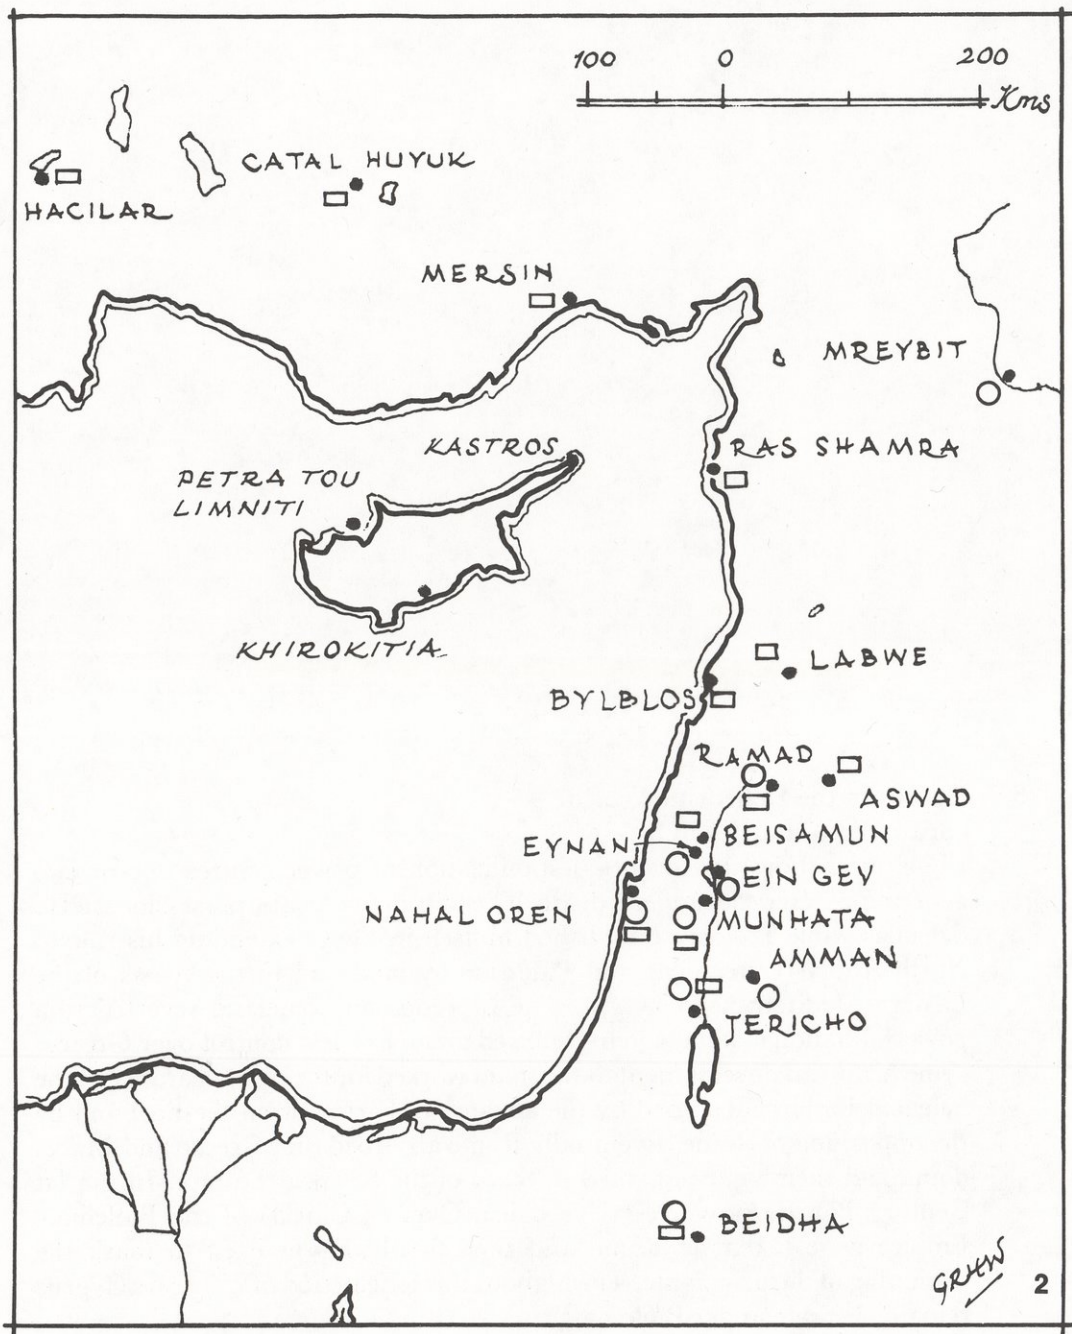 100 0 200
Kms
CATAL HUYUK
HACILAR
MERSIN
MREYBIT
KASTROS
RAS SHAMRA
PETRA TOU
LIMNITI
KHIROKITIA
LABWE
BYLBLOS
RAMAD
ASWAD
BEISAMUN
EYNAN
EIN GEV
NAHAL OREN
MUNHATA
AMMAN
JERICHO
BEIDHA
GRHW
2